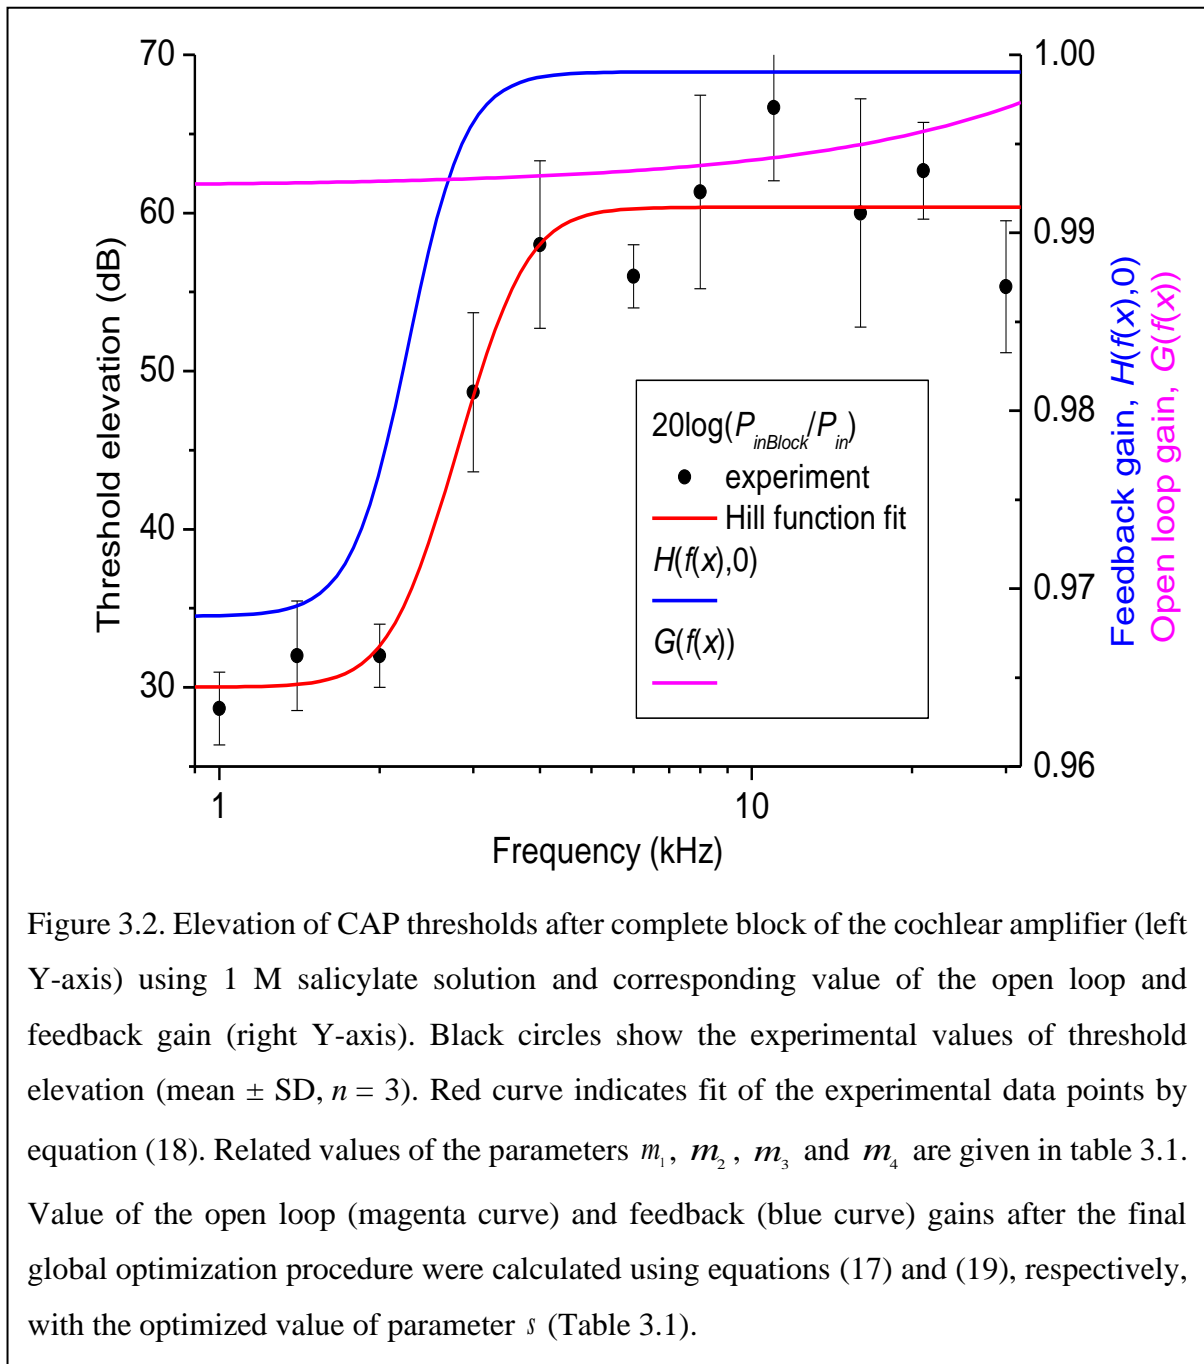 70
60
50
40
30
Threshold elevation (dB)
1.00
0.99
0.98
0.97
0.96
Feedback gain, H(f(x),0)
Open loop gain, G(f(x))
20log(P_inBlock/P_in)
experiment
Hill function fit
H(f(x),0)
G(f(x))
1
10
Frequency (kHz)
Figure 3.2. Elevation of CAP thresholds after complete block of the cochlear amplifier (left
Y-axis) using 1 M salicylate solution and corresponding value of the open loop and
feedback gain (right Y-axis). Black circles show the experimental values of threshold
elevation (mean ± SD, n = 3). Red curve indicates fit of the experimental data points by
equation (18). Related values of the parameters m₁, m₂, m₃ and m₄ are given in table 3.1.
Value of the open loop (magenta curve) and feedback (blue curve) gains after the final
global optimization procedure were calculated using equations (17) and (19), respectively,
with the optimized value of parameter s (Table 3.1).